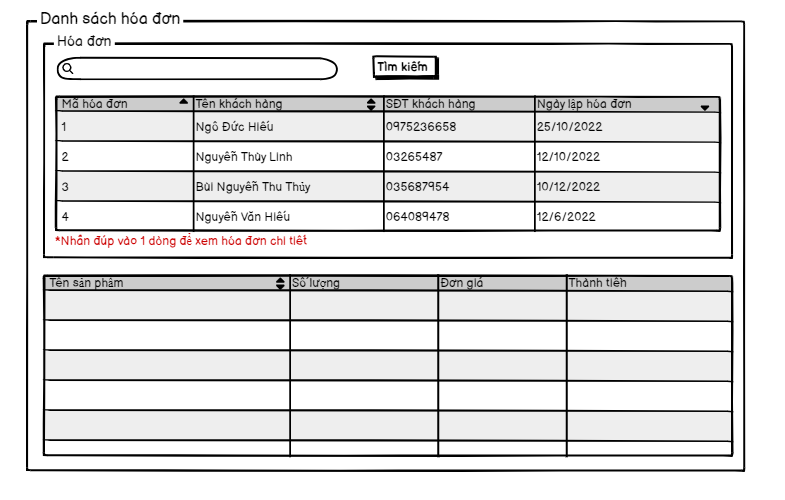 Danh sách hóa đơn
Hóa đơn
Tìm kiếm
Mã hóa đơn Tên khách hàng SĐT khách hàng Ngày lập hóa đơn
1 Ngô Đức Hiếu 0975236658 25/10/2022
2 Nguyễn Thùy Linh 03265487 12/10/2022
3 Bùi Nguyễn Thu Thủy 035687954 10/12/2022
4 Nguyễn Văn Hiếu 064089478 12/6/2022
*Nhấn đúp vào 1 dòng để xem hóa đơn chi tiết
Tên sản phẩm Số lượng Đơn giá Thành tiền